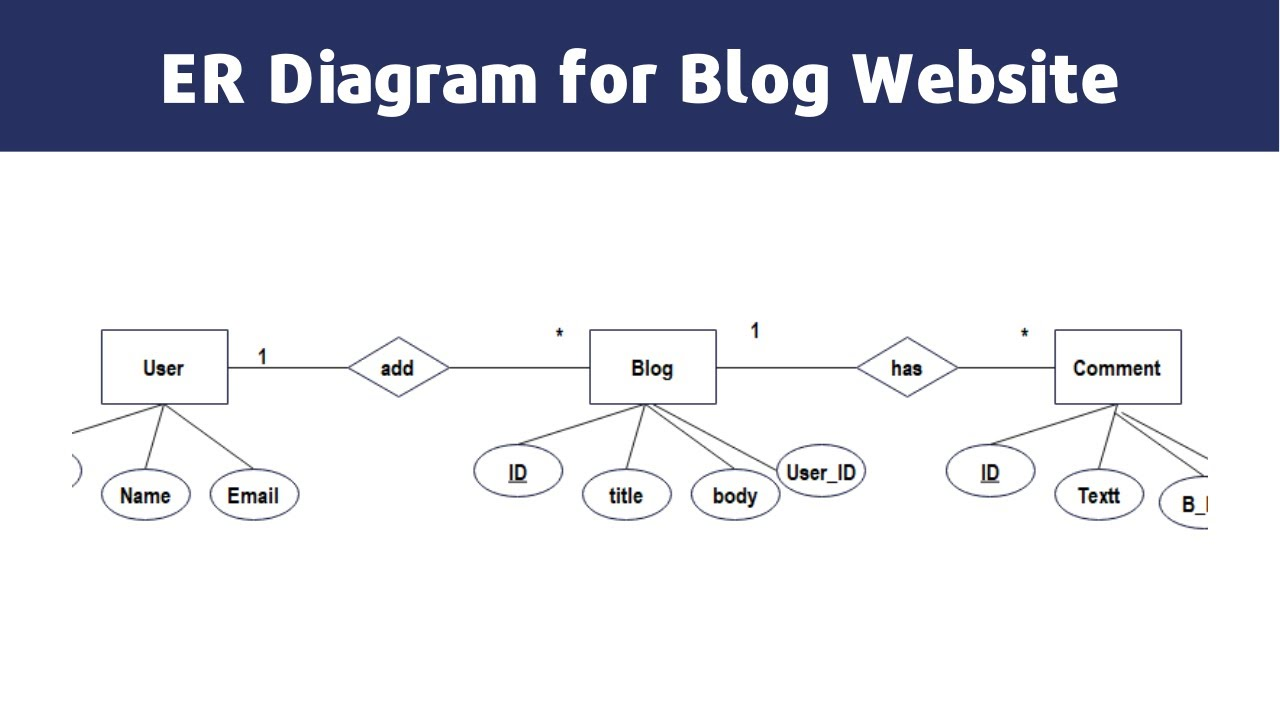 ER Diagram for Blog Website
1
*
1
*
User
add
Blog
has
Comment
ID
User_ID
ID
Name
Email
title
body
Textt